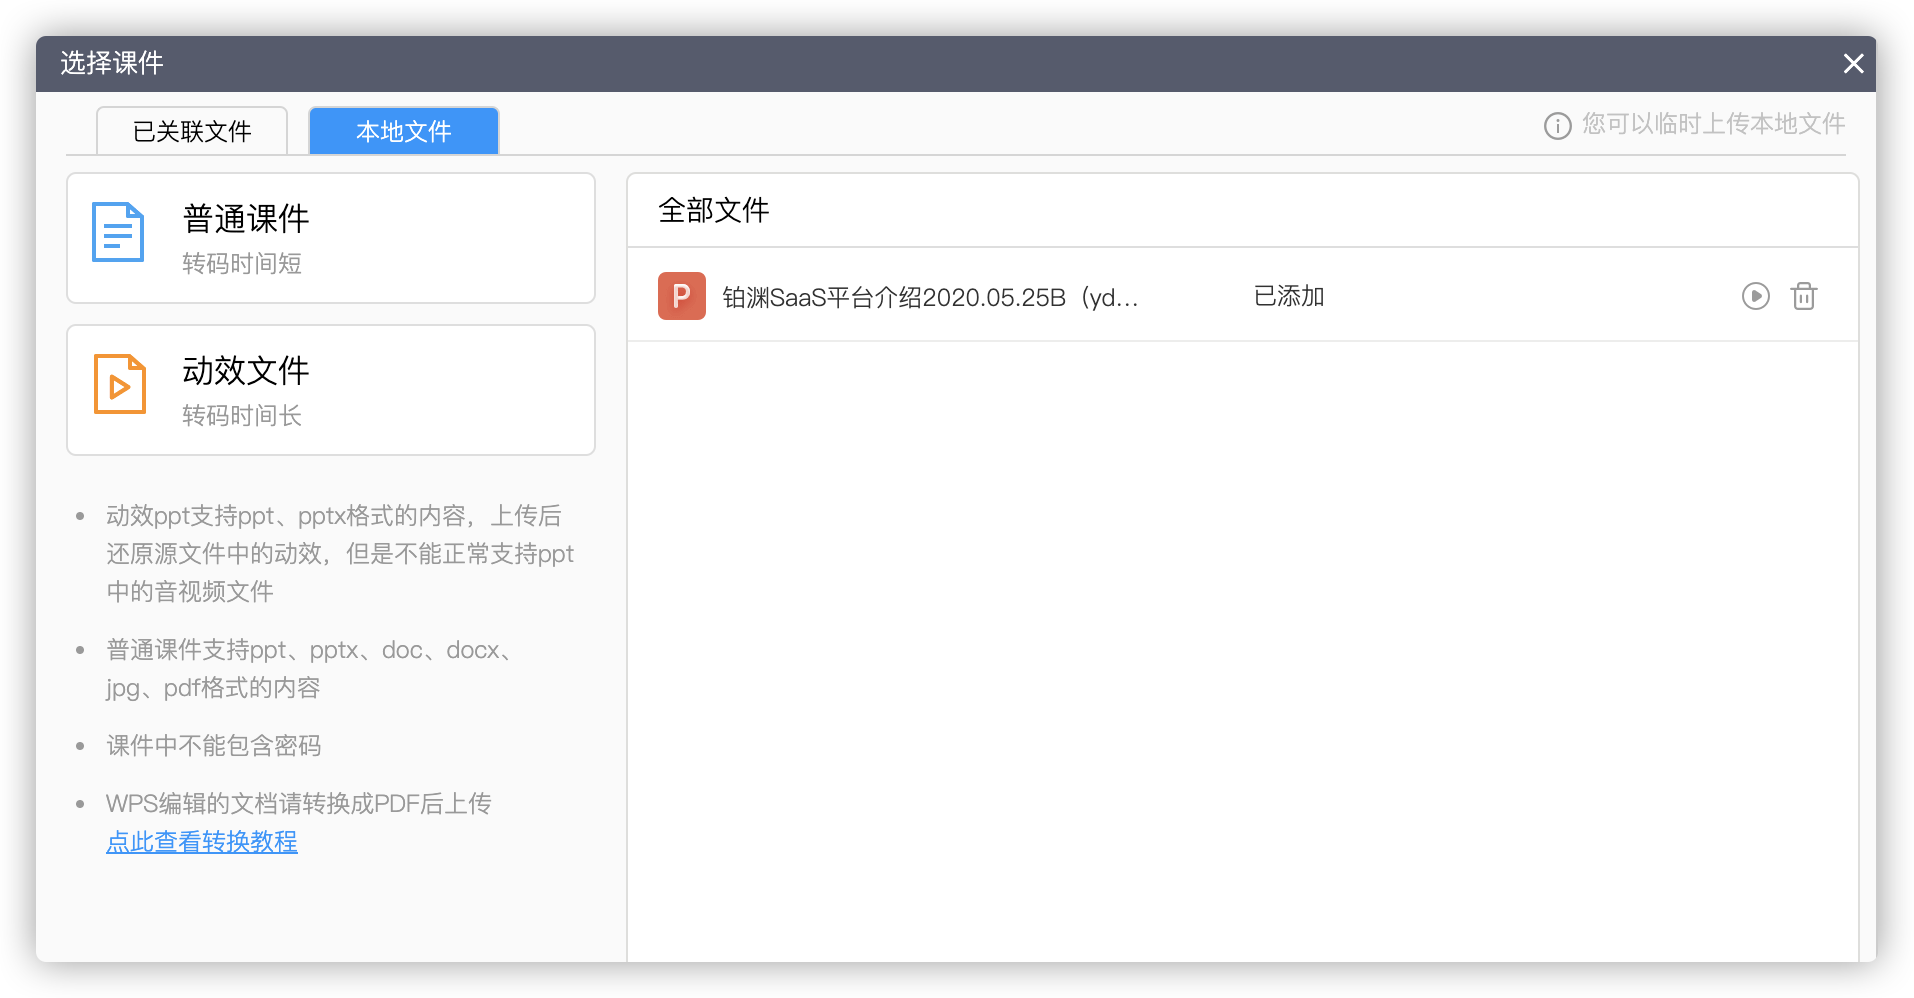 选择课件
已关联文件
本地文件
您可以临时上传本地文件
普通课件
转码时间短
动效文件
转码时间长
动效ppt支持ppt、pptx格式的内容，上传后
还原源文件中的动效，但是不能正常支持ppt
中的音视频文件
普通课件支持ppt、pptx、doc、docx、
jpg、pdf格式的内容
课件中不能包含密码
WPS编辑的文档请转换成PDF后上传
点此查看转换教程
全部文件
P 铂渊SaaS平台介绍2020.05.25B（yd... 已添加